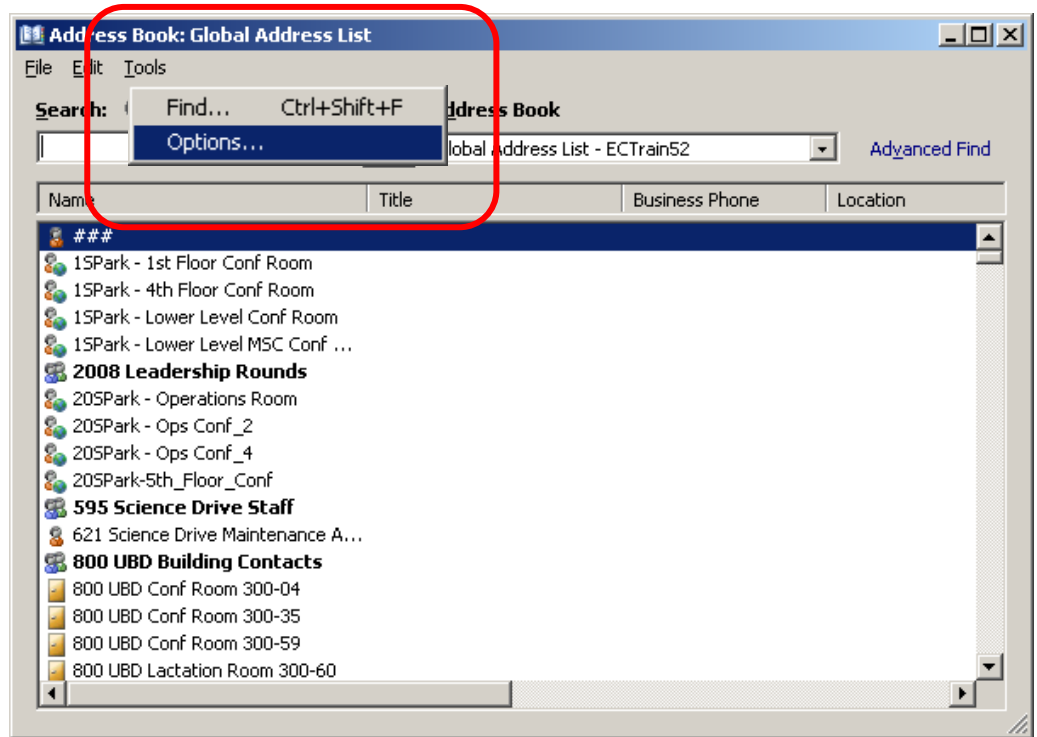 Address Book: Global Address List
File Edit Tools
Search:
Find... Ctrl+Shift+F
Options...
ddress Book
lobal Address List - ECTrain52
Advanced Find
Name Title Business Phone Location
###
1SPark - 1st Floor Conf Room
1SPark - 4th Floor Conf Room
1SPark - Lower Level Conf Room
1SPark - Lower Level MSC Conf ...
2008 Leadership Rounds
20SPark - Operations Room
20SPark - Ops Conf_2
20SPark - Ops Conf_4
20SPark-5th_Floor_Conf
595 Science Drive Staff
621 Science Drive Maintenance A...
800 UBD Building Contacts
800 UBD Conf Room 300-04
800 UBD Conf Room 300-35
800 UBD Conf Room 300-59
800 UBD Lactation Room 300-60